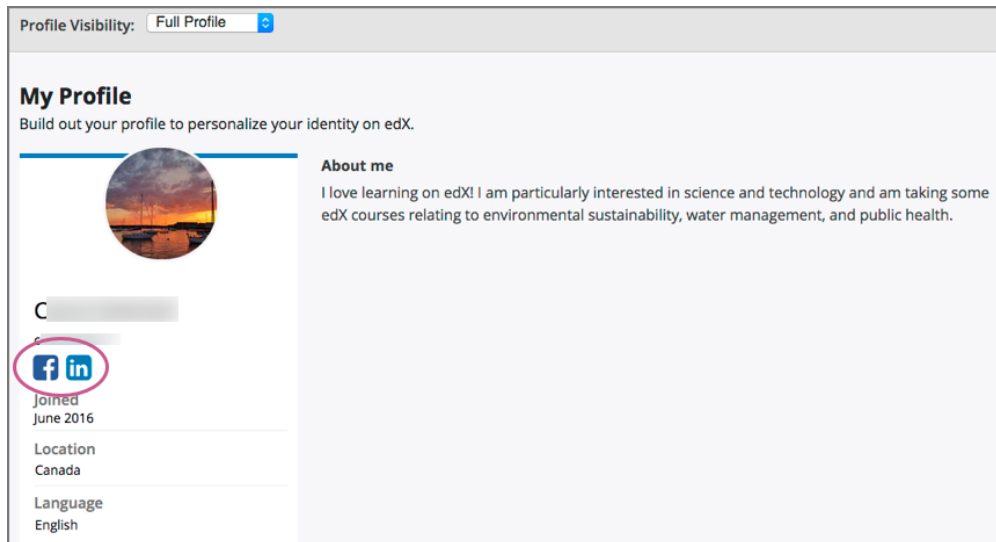 Profile Visibility: Full Profile
My Profile
Build out your profile to personalize your identity on edX.
About me
I love learning on edX! I am particularly interested in science and technology and am taking some
edX courses relating to environmental sustainability, water management, and public health.
C
f in
Joined
June 2016
Location
Canada
Language
English